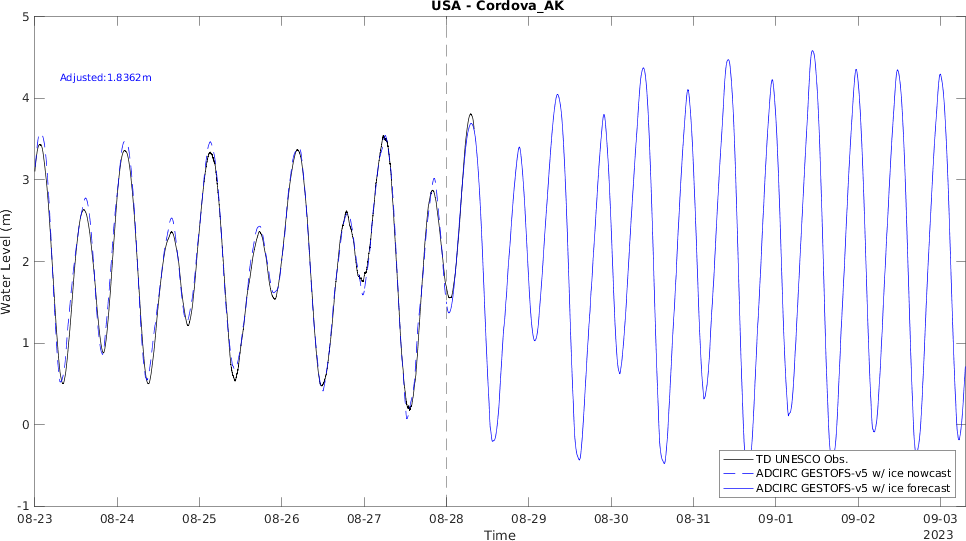 USA - Cordova_AK
Adjusted:1.8362m
Water Level (m)
5
4
3
2
1
0
-1
TD UNESCO Obs.
ADCIRC GESTOFS-v5 w/ ice nowcast
ADCIRC GESTOFS-v5 w/ ice forecast
08-23 08-24 08-25 08-26 08-27 08-28 08-29 08-30 08-31 09-01 09-02 09-03
Time
2023